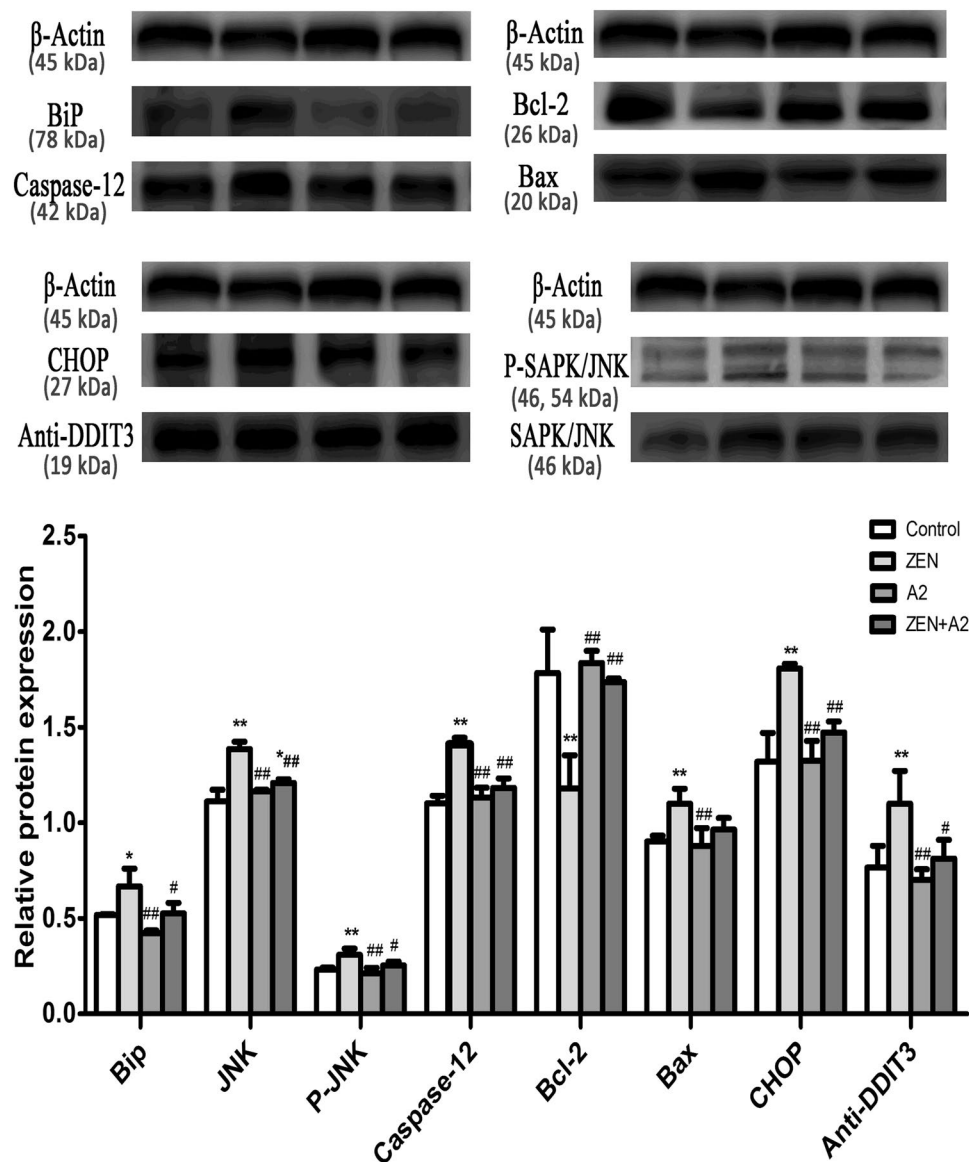 β-Actin
(45 kDa)
BiP
(78 kDa)
Caspase-12
(42 kDa)
β-Actin
(45 kDa)
Bcl-2
(26 kDa)
Bax
(20 kDa)
β-Actin
(45 kDa)
CHOP
(27 kDa)
Anti-DDIT3
(19 kDa)
β-Actin
(45 kDa)
P-SAPK/JNK
(46, 54 kDa)
SAPK/JNK
(46 kDa)
Relative protein expression
2.5
2.0
1.5
1.0
0.5
0.0
Control
ZEN
A2
ZEN+A2
* ## #
** ## *##
** ## #
** ## ##
** ## ##
** ##
** ## ##
** ## #
Bip
JNK
P-JNK
Caspase-12
Bcl-2
Bax
CHOP
Anti-DDIT3